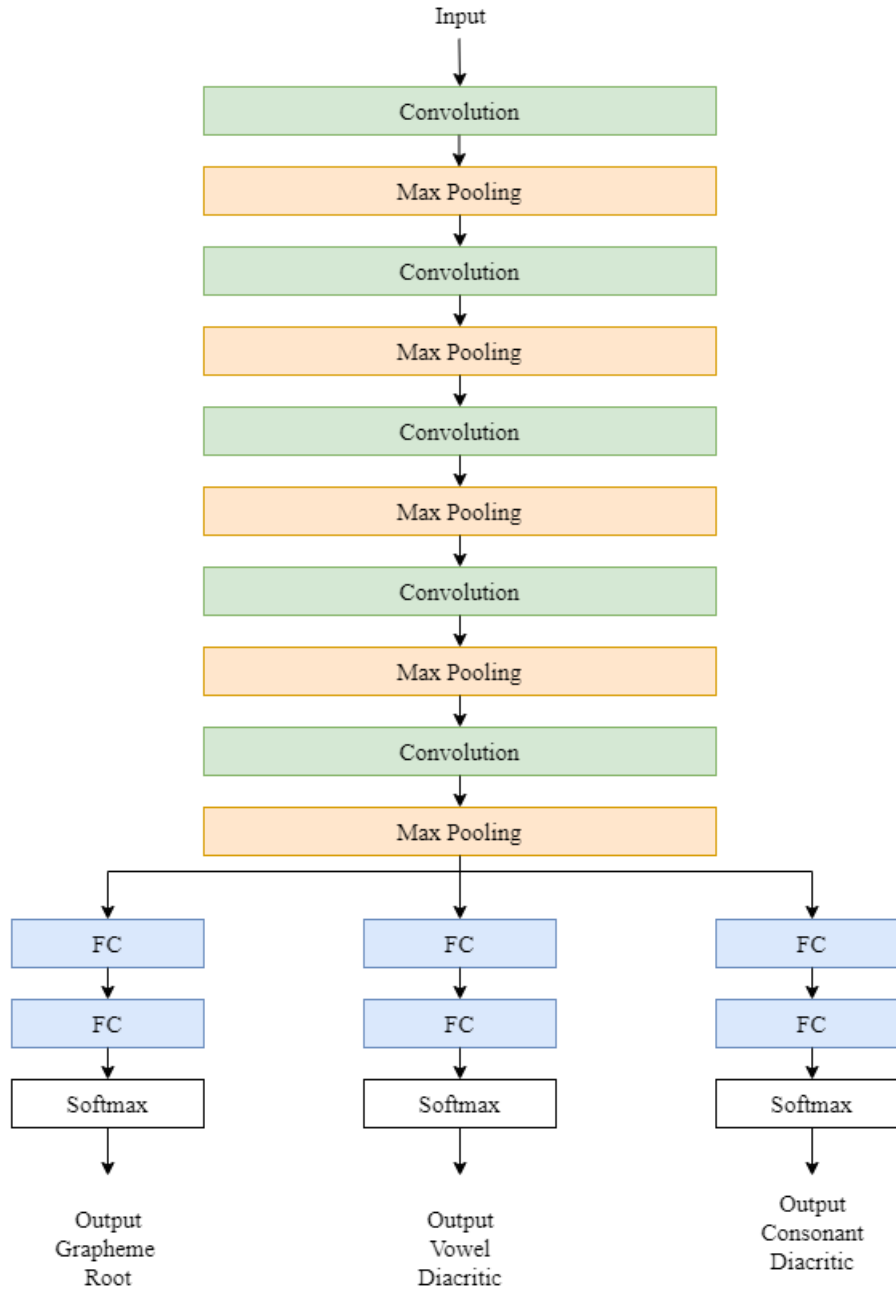 Input
Convolution
Max Pooling
Convolution
Max Pooling
Convolution
Max Pooling
Convolution
Max Pooling
Convolution
Max Pooling
FC
FC
Softmax
Output
Grapheme
Root
FC
FC
Softmax
Output
Vowel
Diacritic
FC
FC
Softmax
Output
Consonant
Diacritic